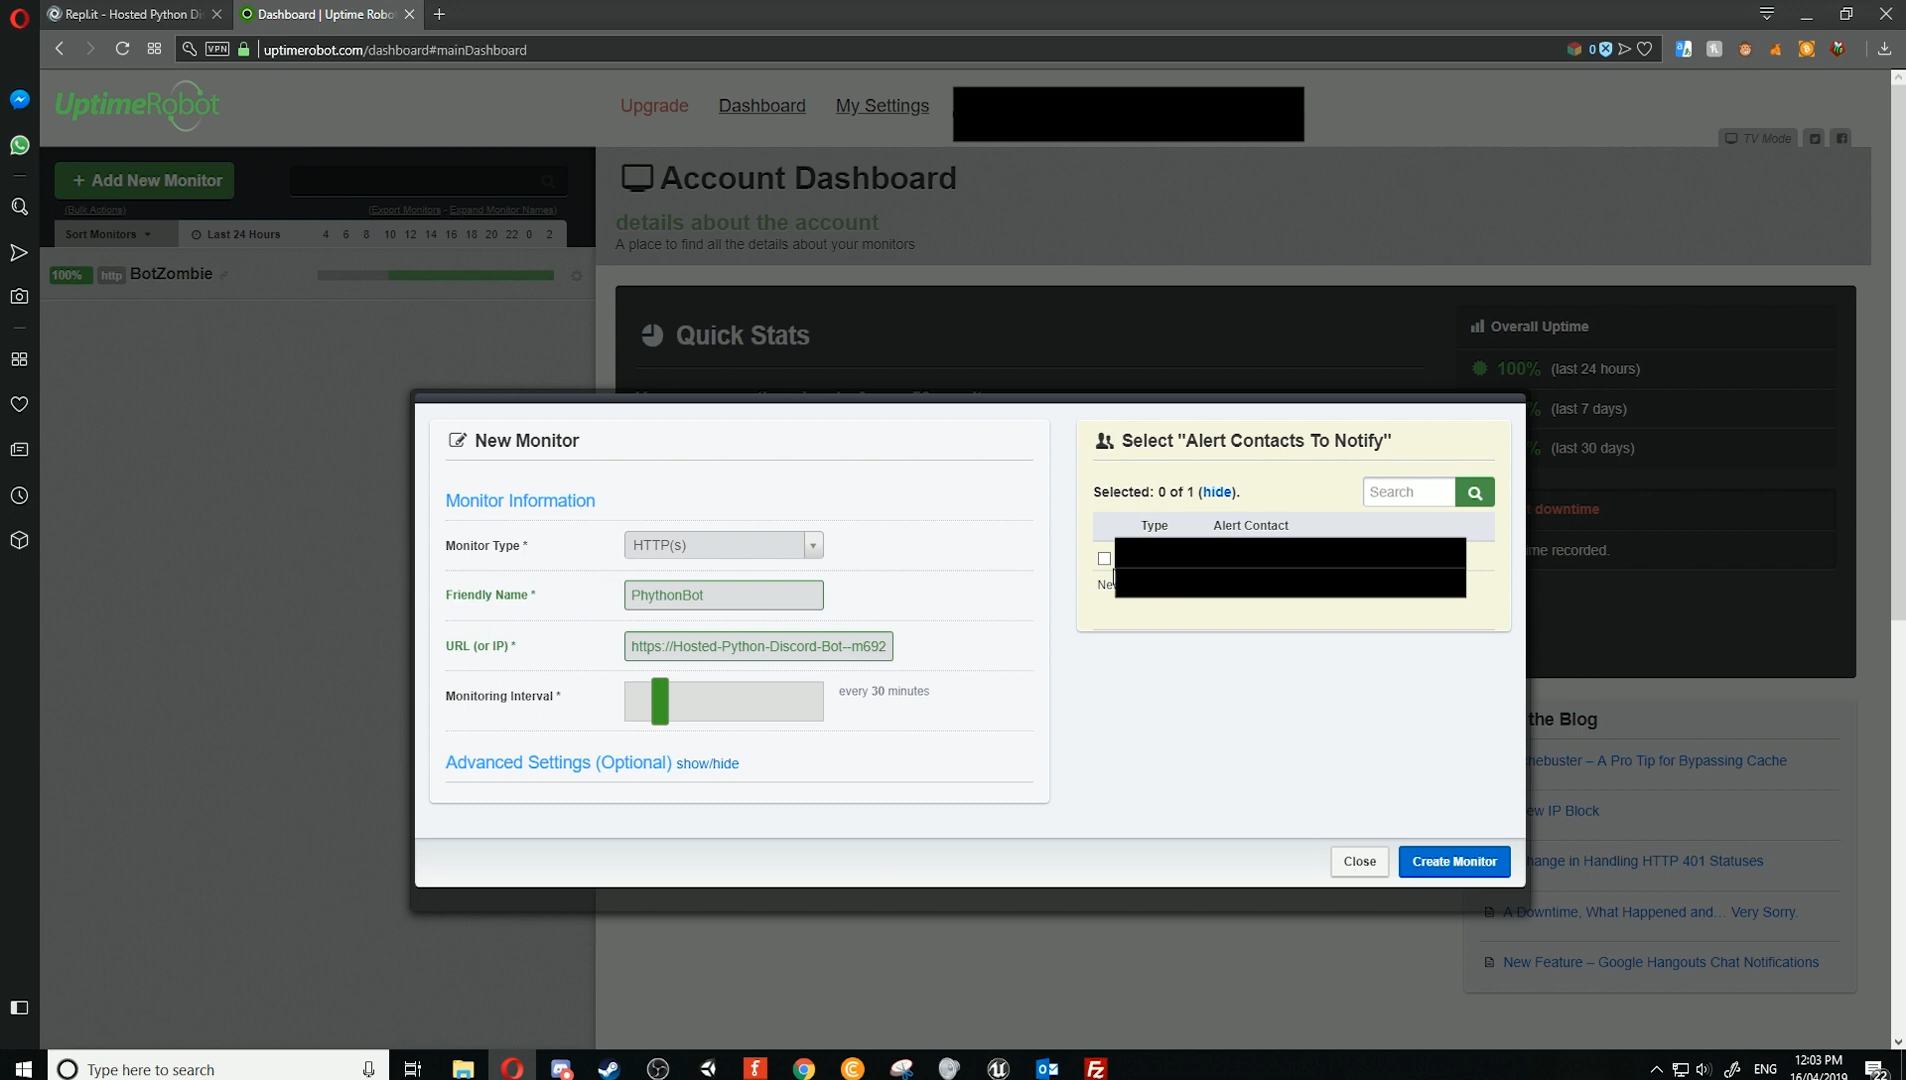 Repl.it - Hosted Python Di
Dashboard | Uptime Robot
VPN
uptimerobot.com/dashboard#mainDashboard
0
UptimeRobot
Upgrade
Dashboard
My Settings
TV Mode
+ Add New Monitor
(Bulk Actions)
(Export Monitors - Expand Monitor Names)
Sort Monitors
Last 24 Hours
4 6 8 10 12 14 16 18 20 22 0 2
100% http BotZombie
Account Dashboard
details about the account
A place to find all the details about your monitors
Quick Stats
Overall Uptime
100% (last 24 hours)
% (last 7 days)
% (last 30 days)
downtime
me recorded.
New Monitor
Monitor Information
Monitor Type *
HTTP(s)
Friendly Name *
PhythonBot
URL (or IP) *
https://Hosted-Python-Discord-Bot--m692
Monitoring Interval *
every 30 minutes
Advanced Settings (Optional) show/hide
Select "Alert Contacts To Notify"
Selected: 0 of 1 (hide).
Search
Type
Alert Contact
Close
Create Monitor
the Blog
chebuster – A Pro Tip for Bypassing Cache
ew IP Block
hange in Handling HTTP 401 Statuses
A Downtime, What Happened and… Very Sorry.
New Feature – Google Hangouts Chat Notifications
Type here to search
ENG
12:03 PM
16/04/2019
22